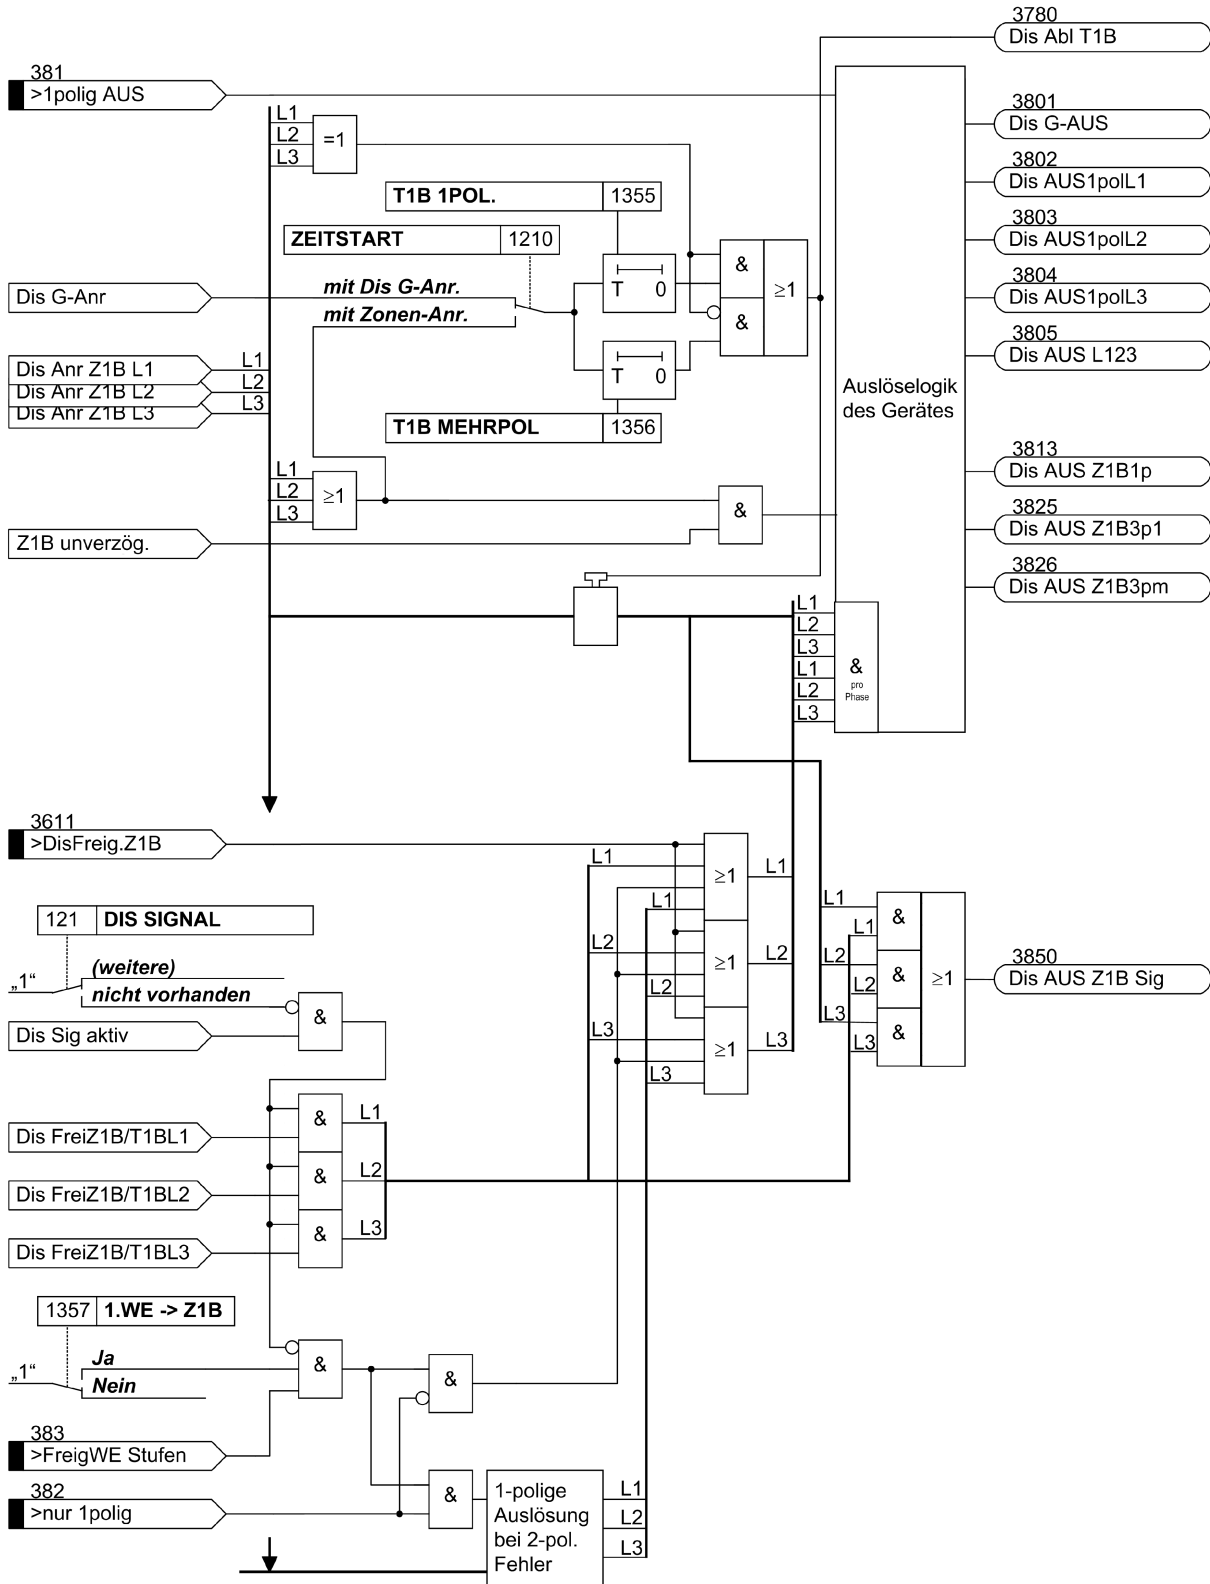 3780
Dis Abl T1B
381
>1polig AUS
L1
L2
L3
=1
3801
Dis G-AUS
3802
Dis AUS1polL1
T1B 1POL. 1355
3803
Dis AUS1polL2
ZEITSTART 1210
3804
Dis AUS1polL3
Dis G-Anr
mit Dis G-Anr.
mit Zonen-Anr.
T 0
&
&
≥1
3805
Dis AUS L123
Dis Anr Z1B L1
Dis Anr Z1B L2
Dis Anr Z1B L3
L1
L2
L3
T 0
T1B MEHRPOL 1356
Auslöselogik
des Gerätes
3813
Dis AUS Z1B1p
L1
L2
L3
≥1
&
3825
Dis AUS Z1B3p1
Z1B unverzög.
3826
Dis AUS Z1B3pm
L1
L2
L3
L1
L2
L3
&
pro
Phase
3611
>DisFreig.Z1B
L1
L1
≥1
L1
L2
L2
≥1
L2
L3
L3
≥1
L3
L1
L1
&
L2
L2
&
L3
L3
&
≥1
3850
Dis AUS Z1B Sig
121 DIS SIGNAL
„1“
(weitere)
nicht vorhanden
&
Dis Sig aktiv
Dis FreiZ1B/T1BL1
&
L1
Dis FreiZ1B/T1BL2
&
L2
Dis FreiZ1B/T1BL3
&
L3
1357 1.WE -> Z1B
„1“
Ja
Nein
&
&
383
>FreigWE Stufen
382
>nur 1polig
&
1-polige
Auslösung
bei 2-pol.
Fehler
L1
L2
L3